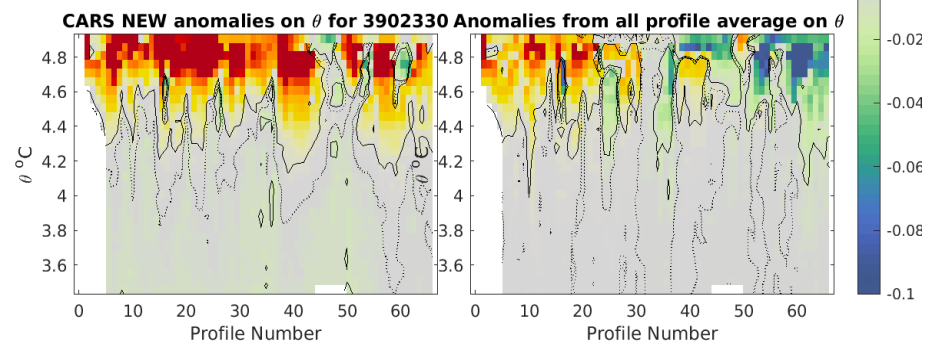 CARS NEW anomalies on θ for 3902330
Anomalies from all profile average on θ
4.8
4.6
4.4
4.2
4
3.8
3.6
θ °C
0 10 20 30 40 50 60
Profile Number
4.8
4.6
4.4
4.2
4
3.8
3.6
θ °C
0 10 20 30 40 50 60
Profile Number
-0.02
-0.04
-0.06
-0.08
-0.1